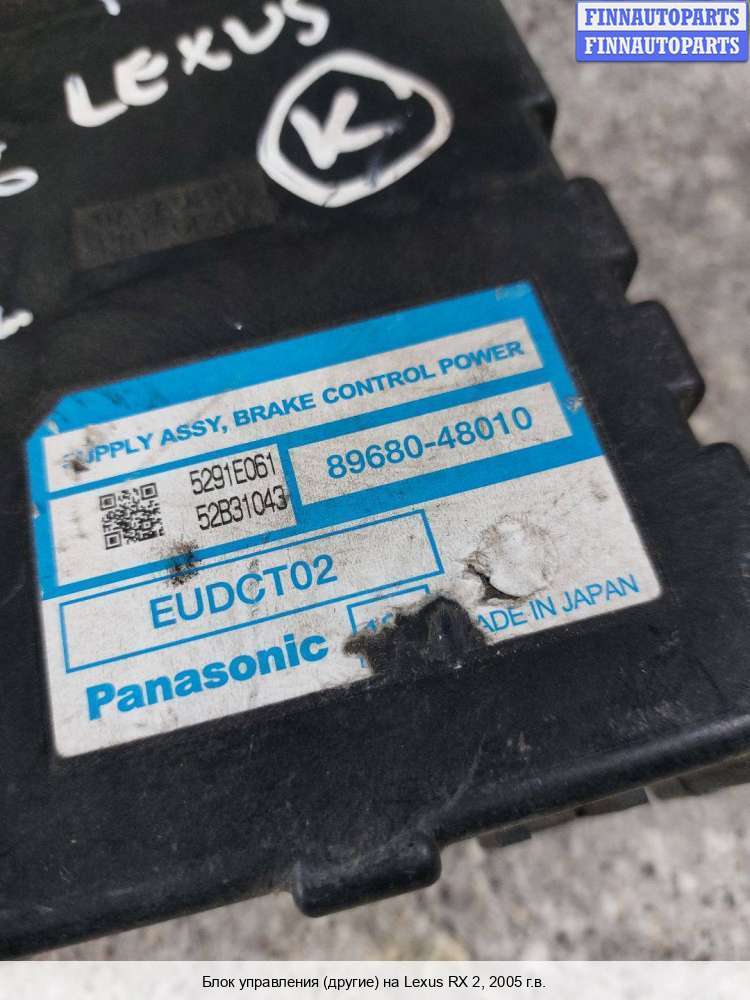 FINNAUTOPARTS
FINNAUTOPARTS
LEXUS
K
SUPPLY ASSY, BRAKE CONTROL POWER
5291E061
52B31043
89680-48010
EUDCT02
Panasonic
MADE IN JAPAN
Блок управления (другие) на Lexus RX 2, 2005 г.в.